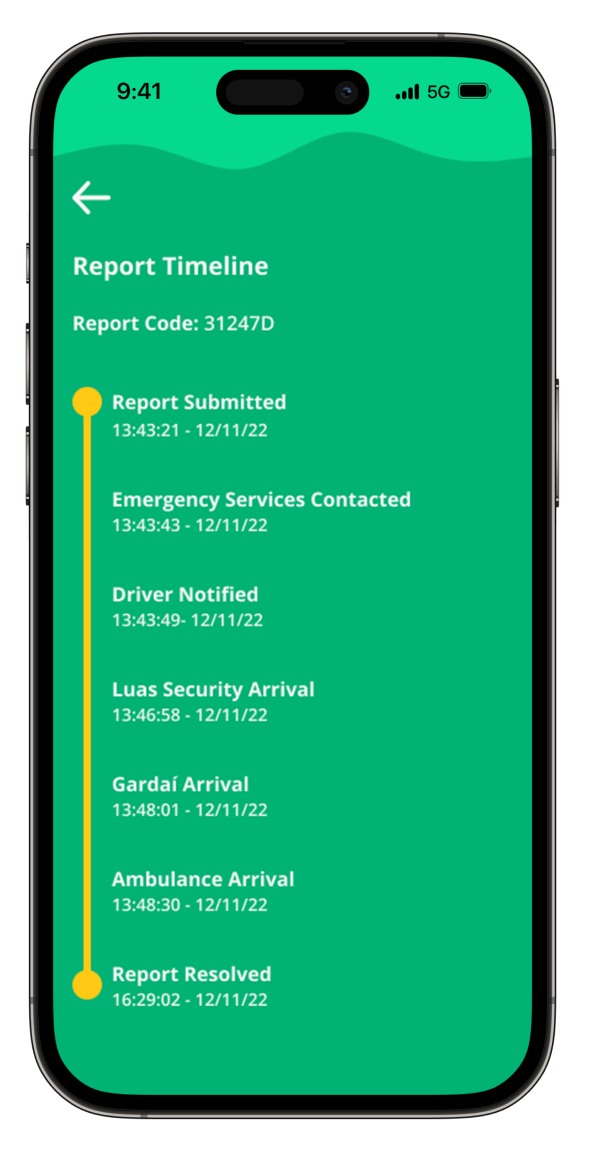 9:41
5G
Report Timeline
Report Code: 31247D
Report Submitted
13:43:21 - 12/11/22
Emergency Services Contacted
13:43:43 - 12/11/22
Driver Notified
13:43:49- 12/11/22
Luas Security Arrival
13:46:58 - 12/11/22
Gardaí Arrival
13:48:01 - 12/11/22
Ambulance Arrival
13:48:30 - 12/11/22
Report Resolved
16:29:02 - 12/11/22